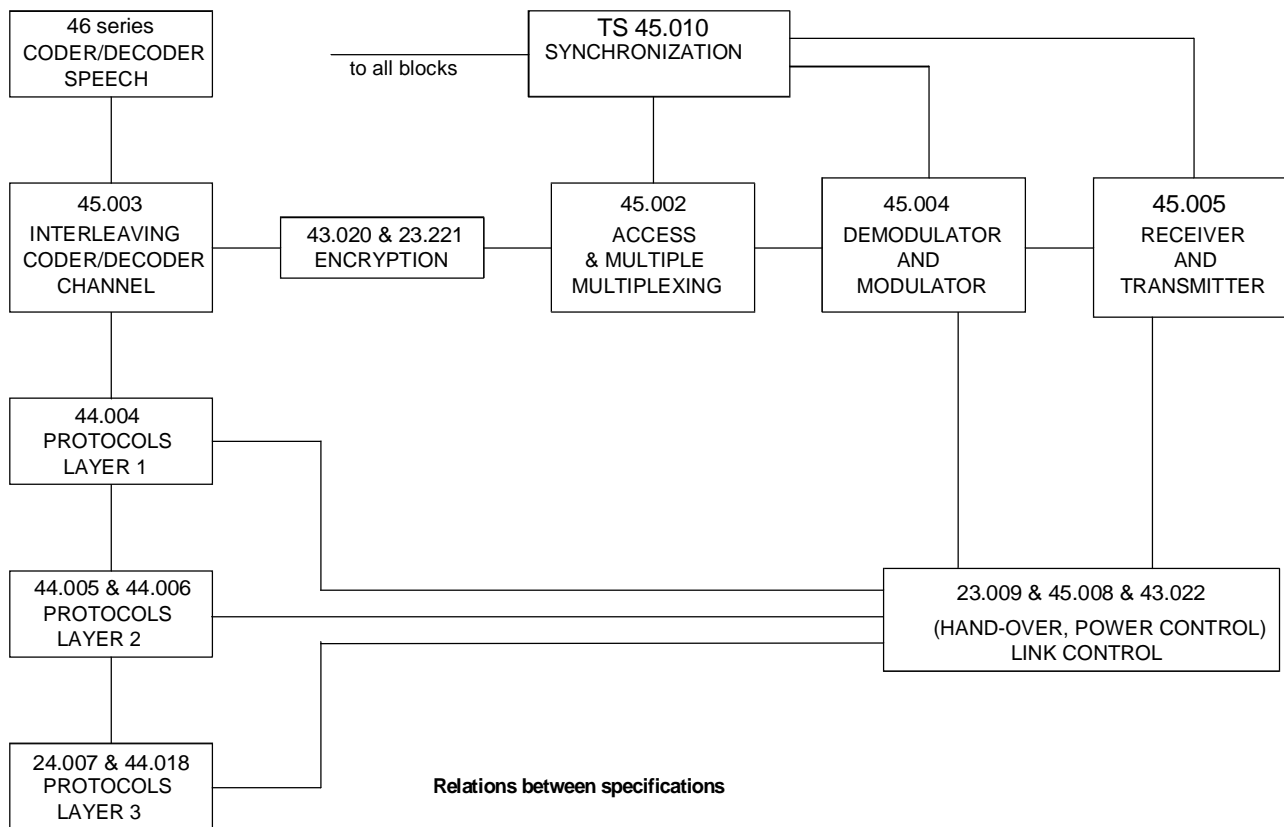 46 series
CODER/DECODER
SPEECH
TS 45.010
SYNCHRONIZATION
to all blocks
45.003
INTERLEAVING
CODER/DECODER
CHANNEL
43.020 & 23.221
ENCRYPTION
45.002
ACCESS
& MULTIPLE
MULTIPLEXING
45.004
DEMODULATOR
AND
MODULATOR
45.005
RECEIVER
AND
TRANSMITTER
44.004
PROTOCOLS
LAYER 1
44.005 & 44.006
PROTOCOLS
LAYER 2
23.009 & 45.008 & 43.022
(HAND-OVER, POWER CONTROL)
LINK CONTROL
24.007 & 44.018
PROTOCOLS
LAYER 3
Relations between specifications